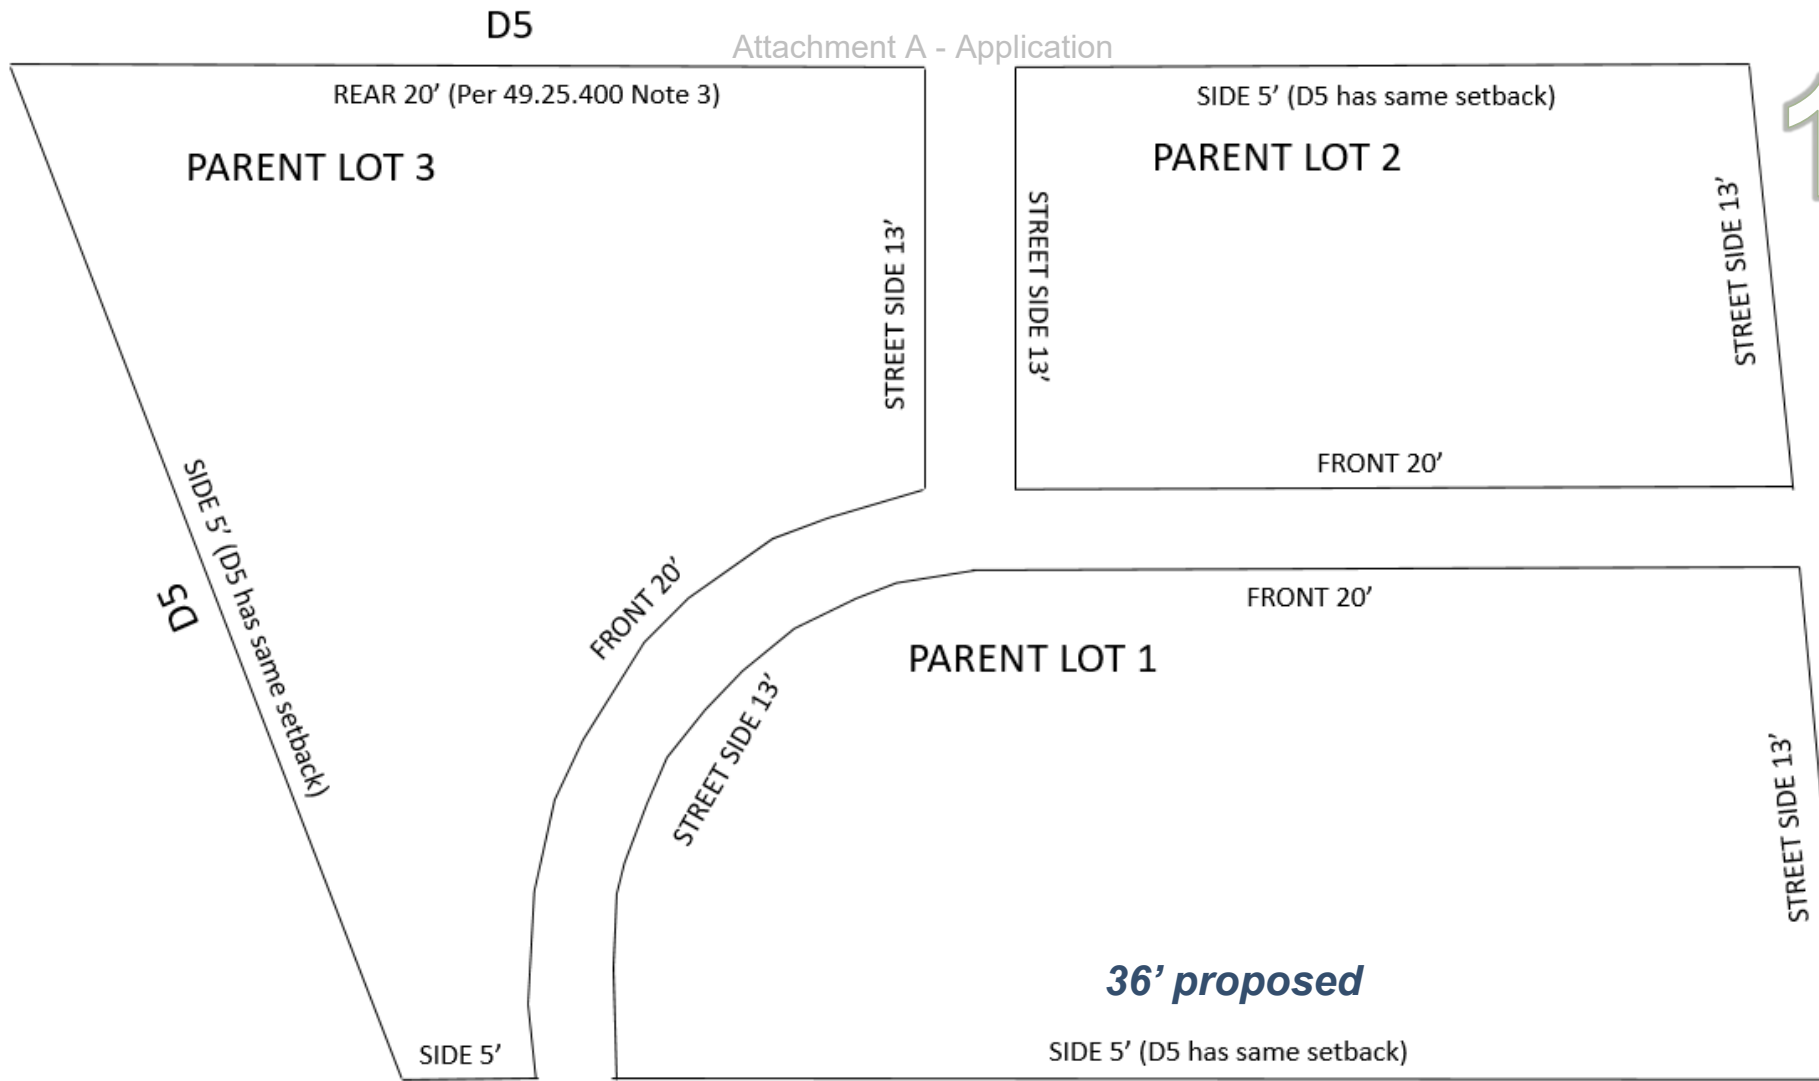 D5
Attachment A - Application
REAR 20’ (Per 49.25.400 Note 3)
SIDE 5’ (D5 has same setback)
PARENT LOT 3
PARENT LOT 2
STREET SIDE 13’
STREET SIDE 13’
STREET SIDE 13’
FRONT 20’
SIDE 5’ (D5 has same setback)
D5
FRONT 20’
FRONT 20’
PARENT LOT 1
STREET SIDE 13’
STREET SIDE 13’
36’ proposed
SIDE 5’
SIDE 5’ (D5 has same setback)